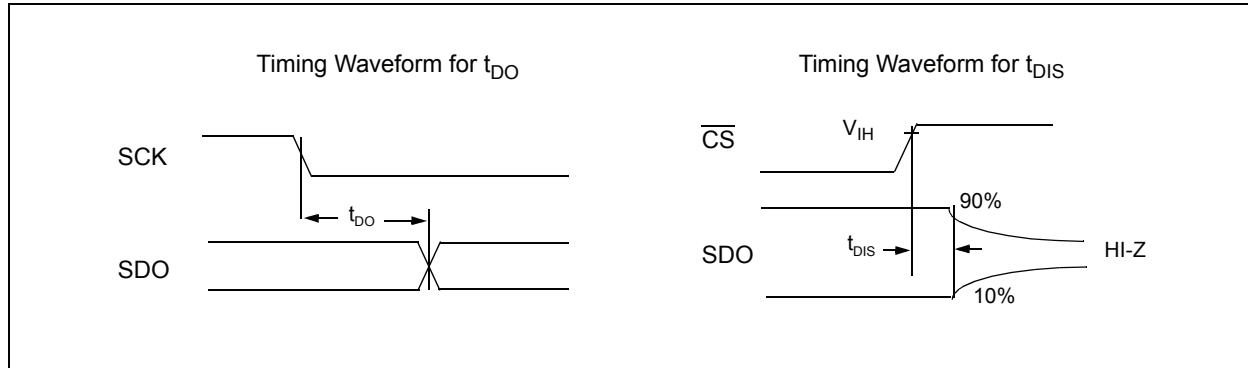 Timing Waveform for tDO
SCK
tDO
SDO
Timing Waveform for tDIS
CS
VIH
90%
tDIS
SDO
HI-Z
10%